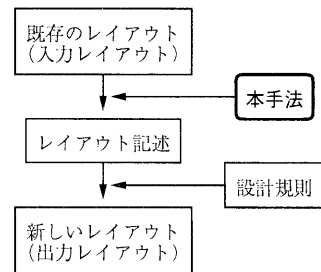 既存のレイアウト
(入力レイアウト)
本手法
レイアウト記述
設計規則
新しいレイアウト
(出力レイアウト)